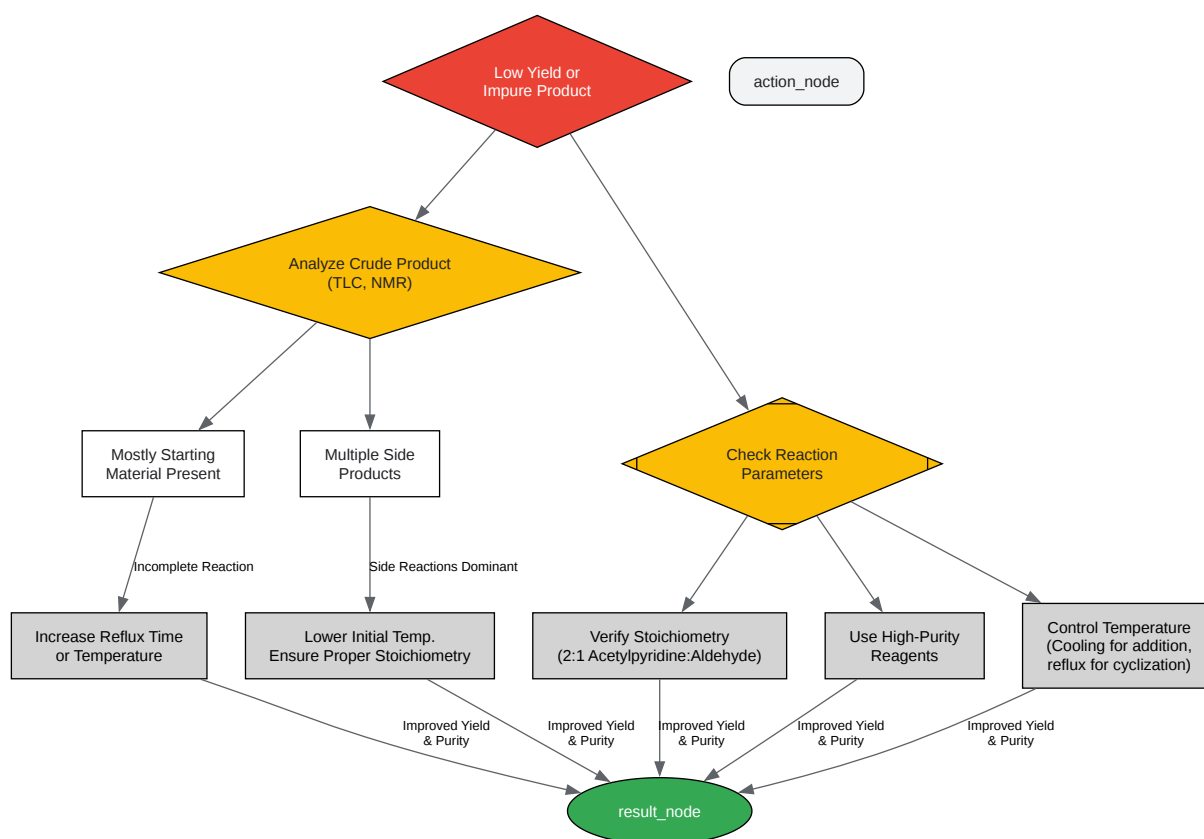 Low Yield or
Impure Product
action_node
Analyze Crude Product
(TLC, NMR)
Mostly Starting
Material Present
Multiple Side
Products
Check Reaction
Parameters
Incomplete Reaction
Side Reactions Dominant
Increase Reflux Time
or Temperature
Lower Initial Temp.
Ensure Proper Stoichiometry
Verify Stoichiometry
(2:1 Acetylpyridine:Aldehyde)
Use High-Purity
Reagents
Control Temperature
(Cooling for addition,
reflux for cyclization)
Improved Yield
& Purity
Improved Yield
& Purity
Improved Yield
& Purity
Improved Yield
& Purity
Improved Yield
& Purity
result_node